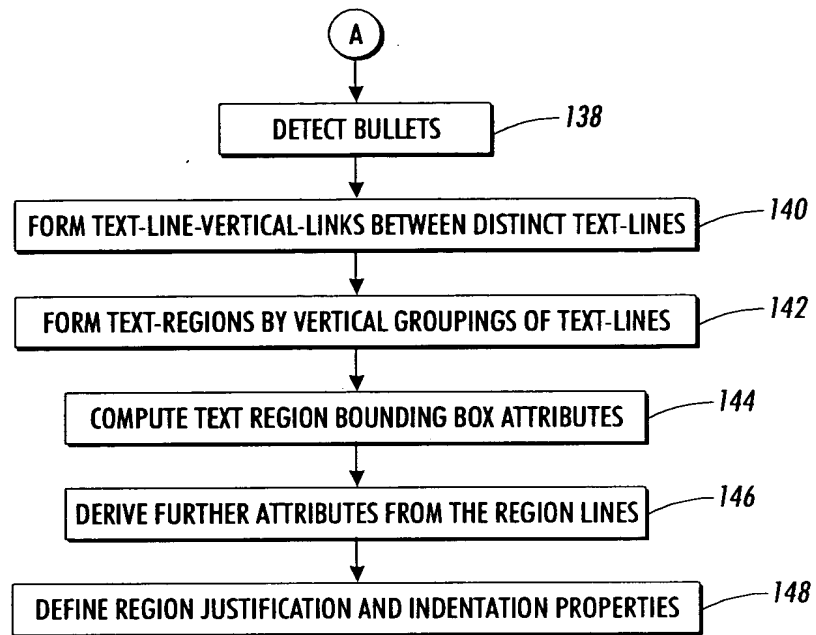 A
DETECT BULLETS
138
FORM TEXT-LINE-VERTICAL-LINKS BETWEEN DISTINCT TEXT-LINES
140
FORM TEXT-REGIONS BY VERTICAL GROUPINGS OF TEXT-LINES
142
COMPUTE TEXT REGION BOUNDING BOX ATTRIBUTES
144
DERIVE FURTHER ATTRIBUTES FROM THE REGION LINES
146
DEFINE REGION JUSTIFICATION AND INDENTATION PROPERTIES
148